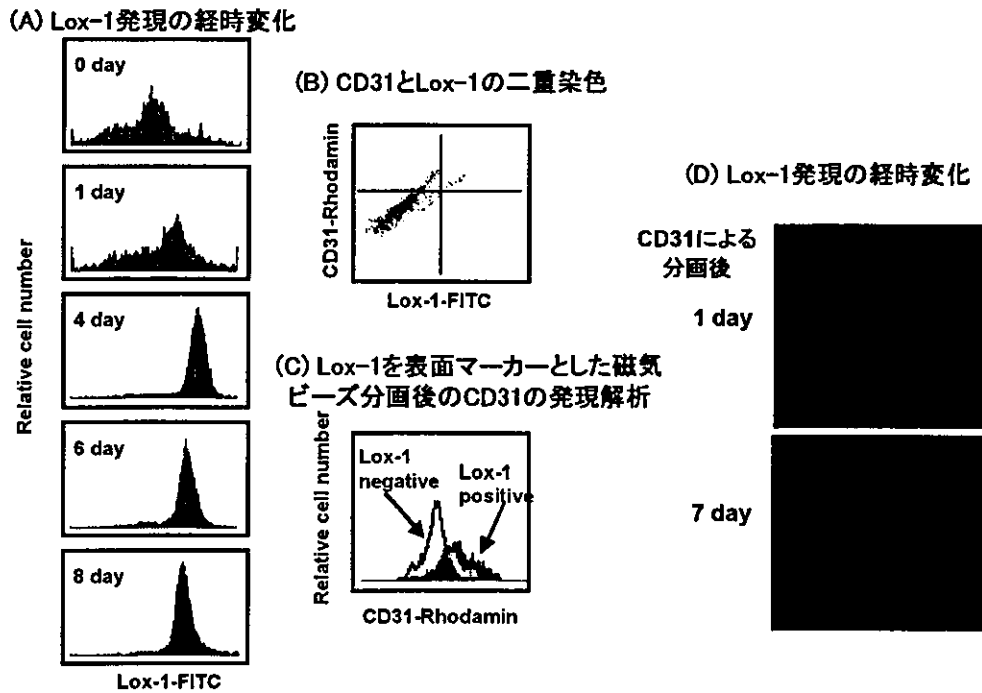 (A) Lox-1発現の経時変化
0 day
1 day
4 day
6 day
8 day
Relative cell number
Lox-1-FITC
(B) CD31とLox-1の二重染色
CD31-Rhodamin
Lox-1-FITC
(C) Lox-1を表面マーカーとした磁気
ビーズ分画後のCD31の発現解析
Relative cell number
Lox-1
negative
Lox-1
positive
CD31-Rhodamin
(D) Lox-1発現の経時変化
CD31による
分画後
1 day
7 day